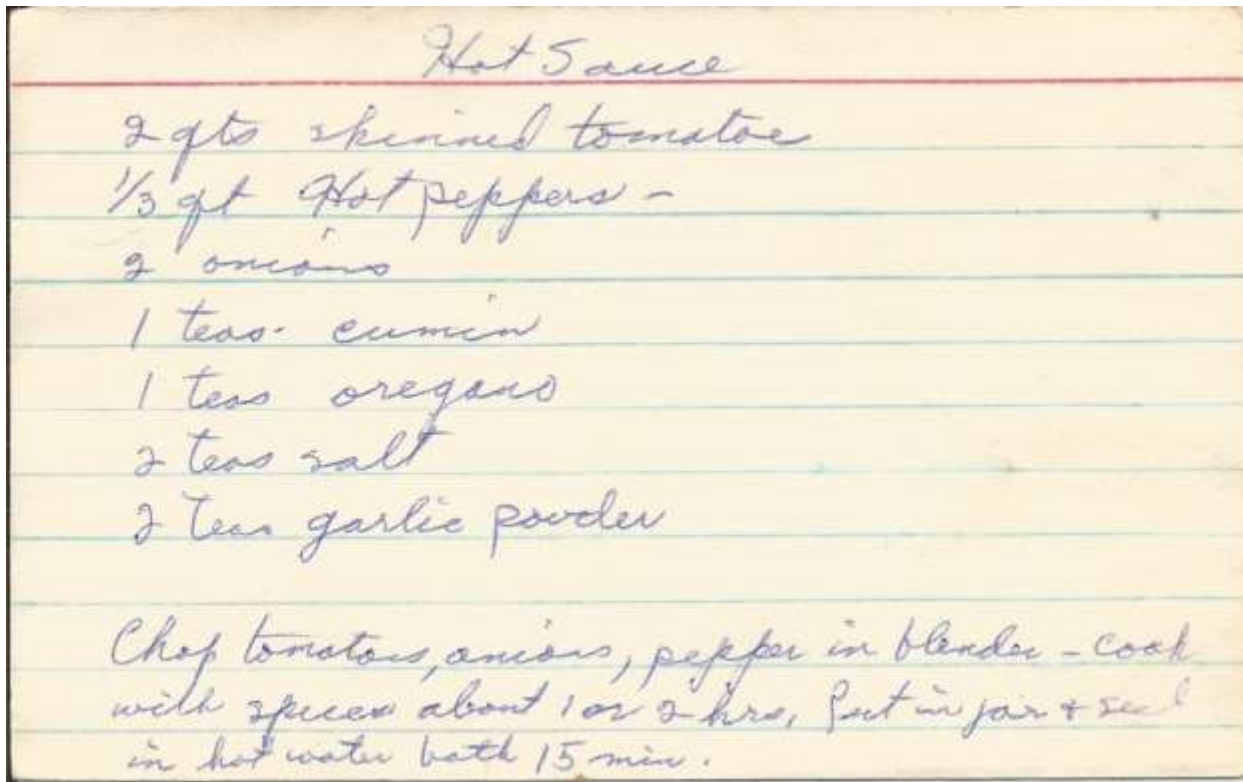 Hot Sauce
2 qts skinned tomatoe
1/3 qt Hot peppers -
2 onions
1 teas. cumin
1 teas oregano
2 teas salt
2 teas garlic powder
Chop tomatoes, onions, pepper in blender - cook
with spices about 1 or 2 hrs, Put in jar & seal
in hot water bath 15 min.